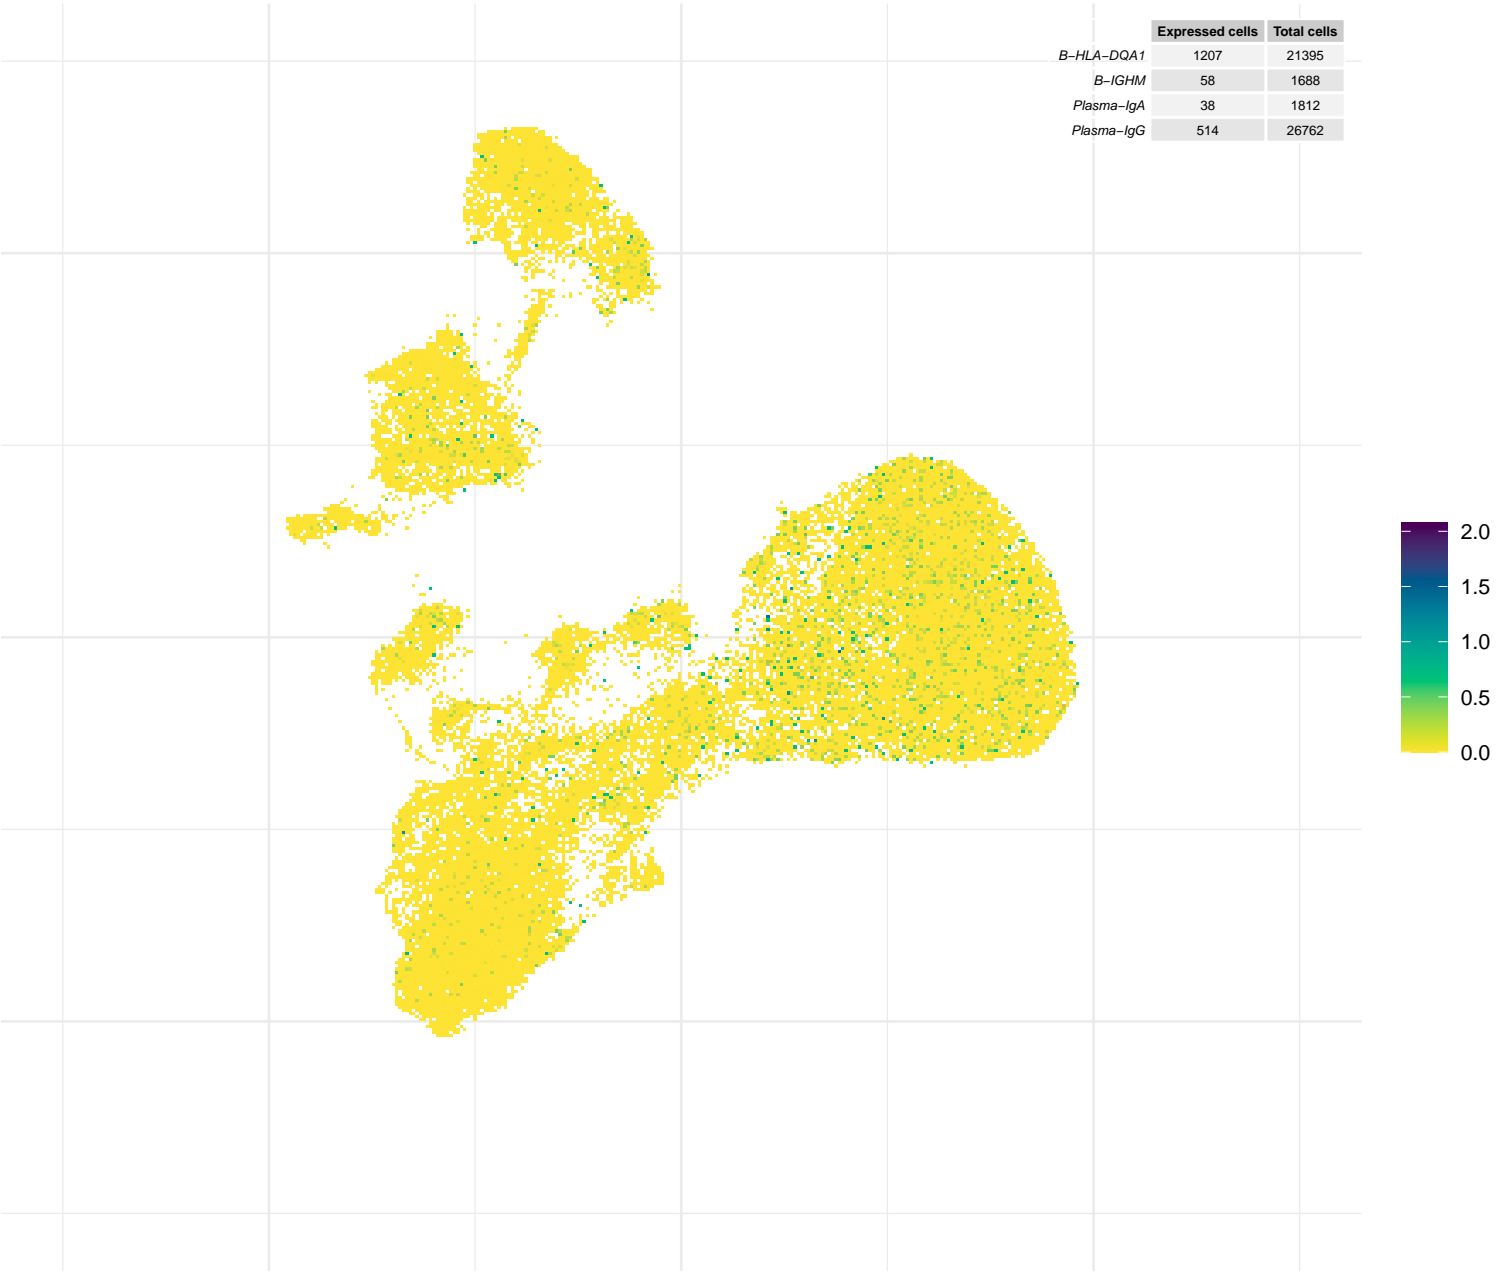 Expressed cells Total cells
B−HLA−DQA1 1207 21395
B−IGHM 58 1688
Plasma−IgA 38 1812
Plasma−IgG 514 26762
2.0
1.5
1.0
0.5
0.0